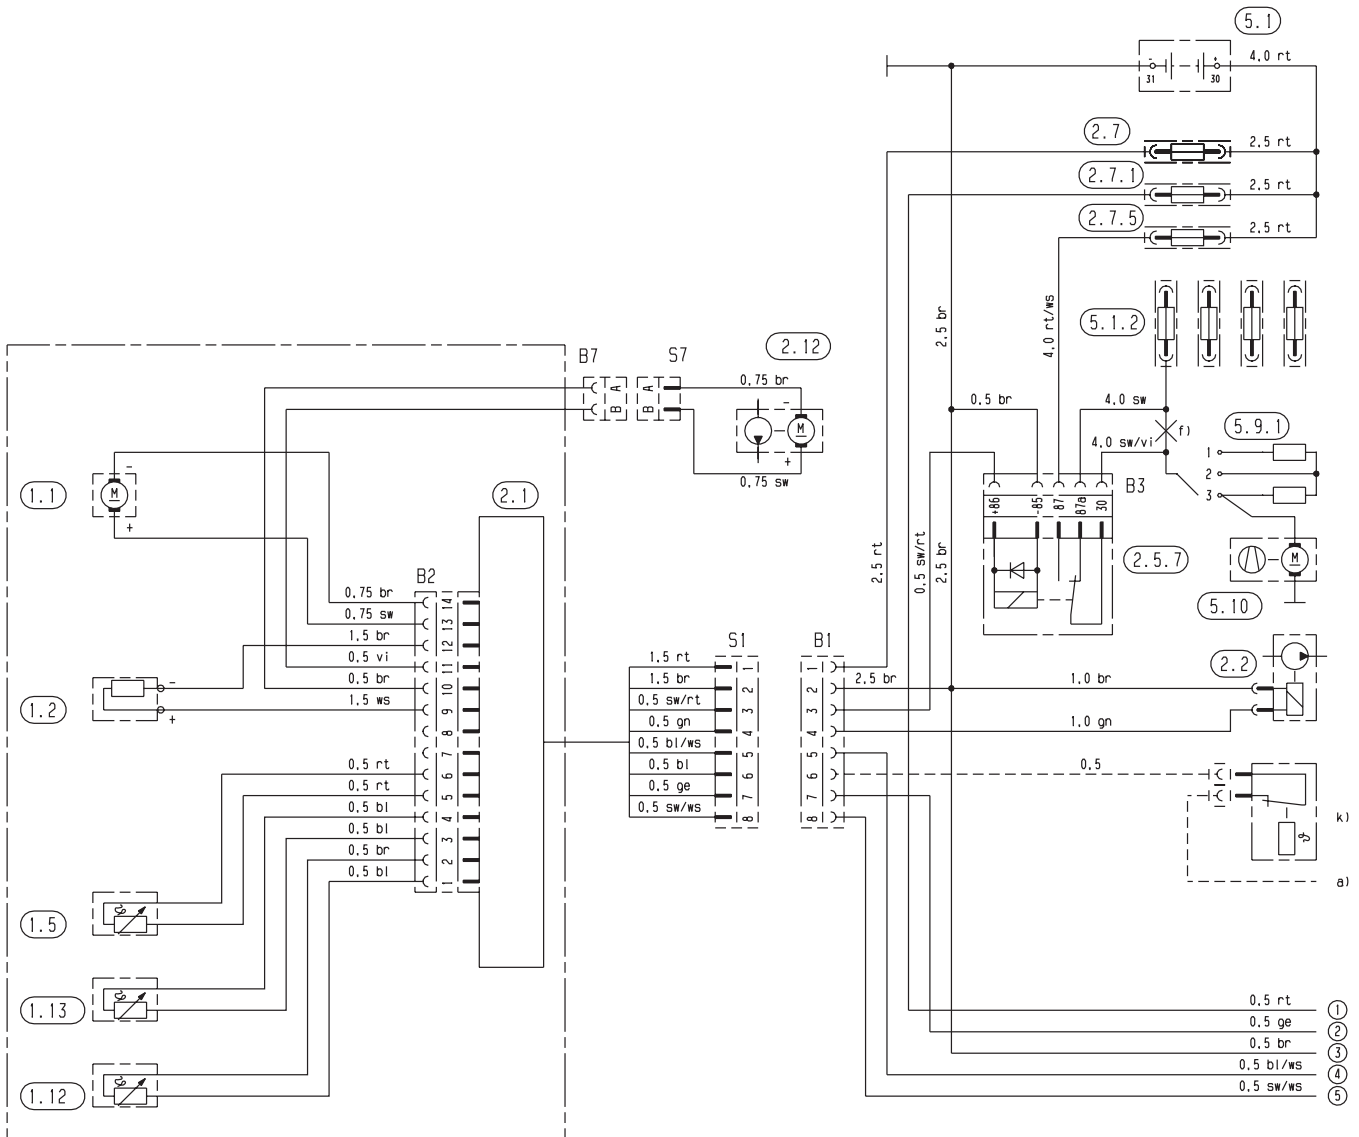 5.1
4,0 rt
- +
31 30
2.7
2,5 rt
2.7.1
2,5 rt
2.7.5
2,5 rt
2,5 br
4,0 rt/ws
5.1.2
B7 S7
2.12
A A
B B
0,75 br
-
M
+
0,75 sw
0,5 br
4,0 sw
f)
4,0 sw/vi
5.9.1
1
2
3
B3
+86 -85 87 87a 30
2.5.7
M
5.10
1.1
-
M
+
2.1
2,5 rt
0,5 sw/rt
2,5 br
B2
0,75 br 14
0,75 sw 13
1,5 br 12
0,5 vi 11
0,5 br 10
1,5 ws 9
8
7
0,5 rt 6
0,5 rt 5
0,5 bl 4
0,5 bl 3
0,5 br 2
0,5 bl 1
1.2
-
+
S1 B1
1,5 rt 1 1
1,5 br 2 2 2,5 br
0,5 sw/rt 3 3
0,5 gn 4 4
0,5 bl/ws 5 5
0,5 bl 6 6
0,5 ge 7 7
0,5 sw/ws 8 8
2.2
1,0 br
1,0 gn
0,5
ϑ
k)
a)
1.5
ϑ
1.13
ϑ
1.12
ϑ
0,5 rt 1
0,5 ge 2
0,5 br 3
0,5 bl/ws 4
0,5 sw/ws 5